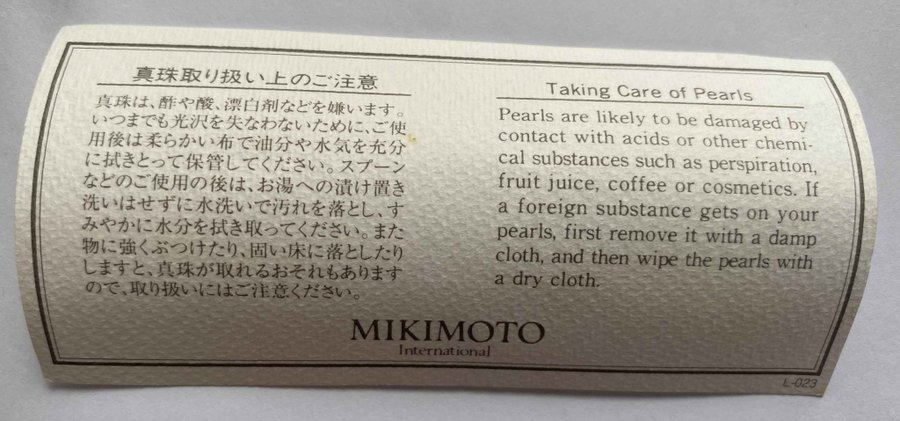 真珠取り扱い上のご注意
真珠は、酢や酸、漂白剤などを嫌います。
いつまでも光沢を失なわないために、ご使
用後は柔らかい布で油分や水気を充分
に拭きとって保管してください。スプーン
などのご使用の後は、お湯への漬け置き
洗いはせずに水洗いで汚れを落とし、す
みやかに水分を拭き取ってください。また
物に強くぶつけたり、固い床に落としたり
しますと、真珠が取れるおそれもあります
ので、取り扱いにはご注意ください。
Taking Care of Pearls
Pearls are likely to be damaged by
contact with acids or other chemi-
cal substances such as perspiration,
fruit juice, coffee or cosmetics. If
a foreign substance gets on your
pearls, first remove it with a damp
cloth, and then wipe the pearls with
a dry cloth.
MIKIMOTO
International
L-023